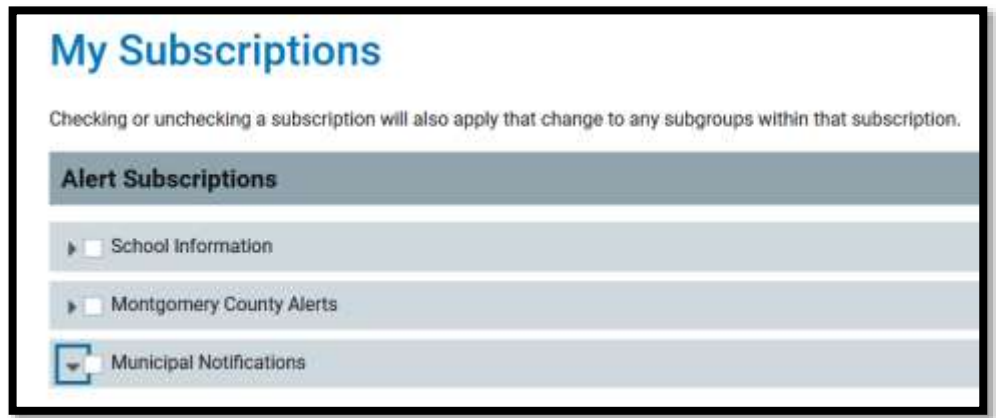 My Subscriptions
Checking or unchecking a subscription will also apply that change to any subgroups within that subscription.
Alert Subscriptions
School Information
Montgomery County Alerts
Municipal Notifications